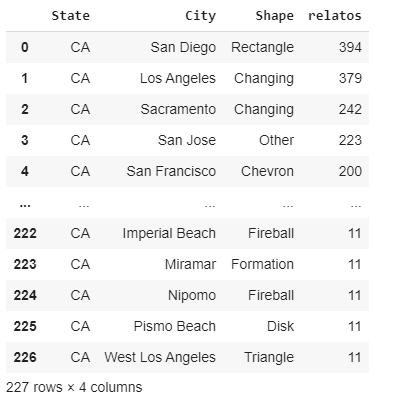 State City Shape relatos
0 CA San Diego Rectangle 394
1 CA Los Angeles Changing 379
2 CA Sacramento Changing 242
3 CA San Jose Other 223
4 CA San Francisco Chevron 200
... ... ... ... ...
222 CA Imperial Beach Fireball 11
223 CA Miramar Formation 11
224 CA Nipomo Fireball 11
225 CA Pismo Beach Disk 11
226 CA West Los Angeles Triangle 11
227 rows × 4 columns